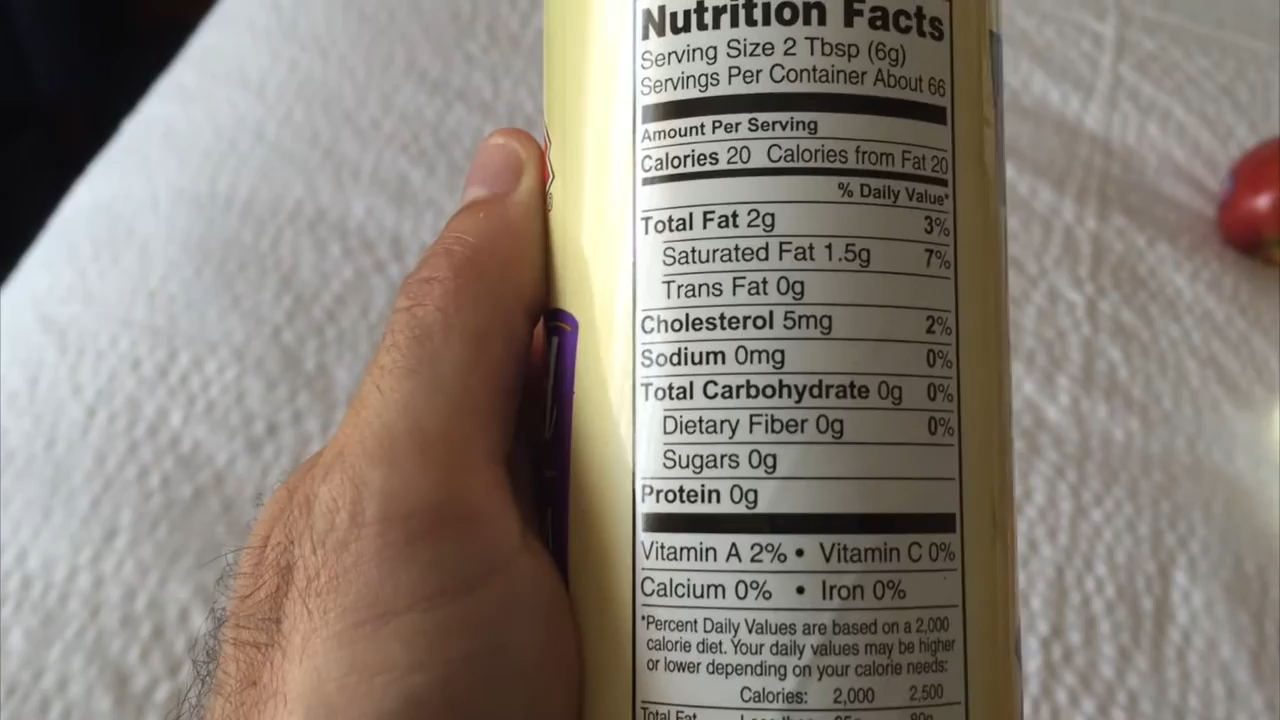 Nutrition Facts
Serving Size 2 Tbsp (6g)
Servings Per Container About 66
Amount Per Serving
Calories 20 Calories from Fat 20
% Daily Value*
Total Fat 2g 3%
Saturated Fat 1.5g 7%
Trans Fat 0g
Cholesterol 5mg 2%
Sodium 0mg 0%
Total Carbohydrate 0g 0%
Dietary Fiber 0g 0%
Sugars 0g
Protein 0g
Vitamin A 2% • Vitamin C 0%
Calcium 0% • Iron 0%
*Percent Daily Values are based on a 2,000
calorie diet. Your daily values may be higher
or lower depending on your calorie needs:
Calories: 2,000 2,500
Total Fat Less than